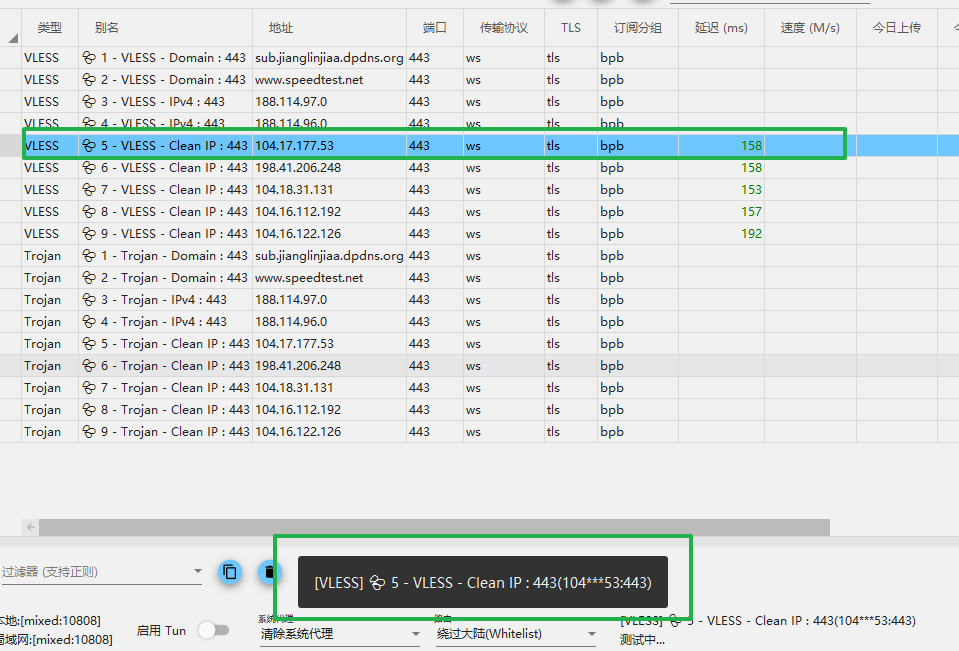 类型 别名 地址 端口 传输协议 TLS 订阅分组 延迟 (ms) 速度 (M/s) 今日上传
VLESS 1 - VLESS - Domain : 443 sub.jianglinjiaa.dpdns.org 443 ws tls bpb
VLESS 2 - VLESS - Domain : 443 www.speedtest.net 443 ws tls bpb
VLESS 3 - VLESS - IPv4 : 443 188.114.97.0 443 ws tls bpb
VLESS 4 - VLESS - IPv4 : 443 188.114.96.0 443 ws tls bpb
VLESS 5 - VLESS - Clean IP : 443 104.17.177.53 443 ws tls bpb 158
VLESS 6 - VLESS - Clean IP : 443 198.41.206.248 443 ws tls bpb 158
VLESS 7 - VLESS - Clean IP : 443 104.18.31.131 443 ws tls bpb 153
VLESS 8 - VLESS - Clean IP : 443 104.16.112.192 443 ws tls bpb 157
VLESS 9 - VLESS - Clean IP : 443 104.16.122.126 443 ws tls bpb 192
Trojan 1 - Trojan - Domain : 443 sub.jianglinjiaa.dpdns.org 443 ws tls bpb
Trojan 2 - Trojan - Domain : 443 www.speedtest.net 443 ws tls bpb
Trojan 3 - Trojan - IPv4 : 443 188.114.97.0 443 ws tls bpb
Trojan 4 - Trojan - IPv4 : 443 188.114.96.0 443 ws tls bpb
Trojan 5 - Trojan - Clean IP : 443 104.17.177.53 443 ws tls bpb
Trojan 6 - Trojan - Clean IP : 443 198.41.206.248 443 ws tls bpb
Trojan 7 - Trojan - Clean IP : 443 104.18.31.131 443 ws tls bpb
Trojan 8 - Trojan - Clean IP : 443 104.16.112.192 443 ws tls bpb
Trojan 9 - Trojan - Clean IP : 443 104.16.122.126 443 ws tls bpb
过滤器 (支持正则)
[VLESS] 5 - VLESS - Clean IP : 443(104***53:443)
本地:[mixed:10808]
局域网:[mixed:10808]
启用 Tun
系统代理
清除系统代理
路由
绕过大陆(Whitelist)
[VLESS] 5 - VLESS - Clean IP : 443(104***53:443)
测试中...